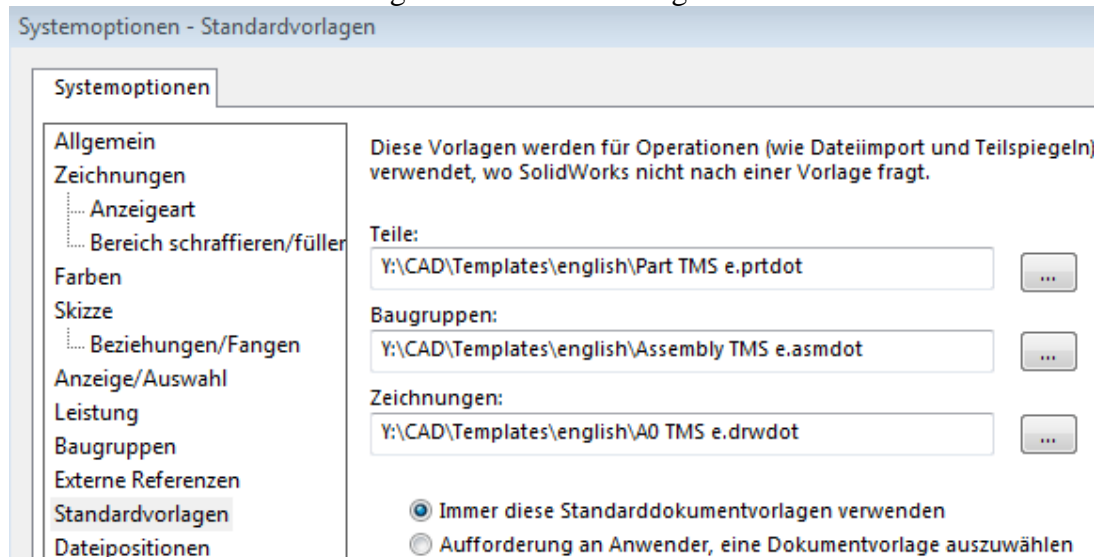 Systemoptionen - Standardvorlagen
Systemoptionen
Allgemein
Zeichnungen
Anzeigeart
Bereich schraffieren/füller
Farben
Skizze
Beziehungen/Fangen
Anzeige/Auswahl
Leistung
Baugruppen
Externe Referenzen
Standardvorlagen
Dateipositionen
Diese Vorlagen werden für Operationen (wie Dateiimport und Teilspiegeln)
verwendet, wo SolidWorks nicht nach einer Vorlage fragt.
Teile:
Y:\CAD\Templates\english\Part TMS e.prtdot
...
Baugruppen:
Y:\CAD\Templates\english\Assembly TMS e.asmdot
...
Zeichnungen:
Y:\CAD\Templates\english\A0 TMS e.drwdot
...
Immer diese Standarddokumentvorlagen verwenden
Aufforderung an Anwender, eine Dokumentvorlage auszuwählen